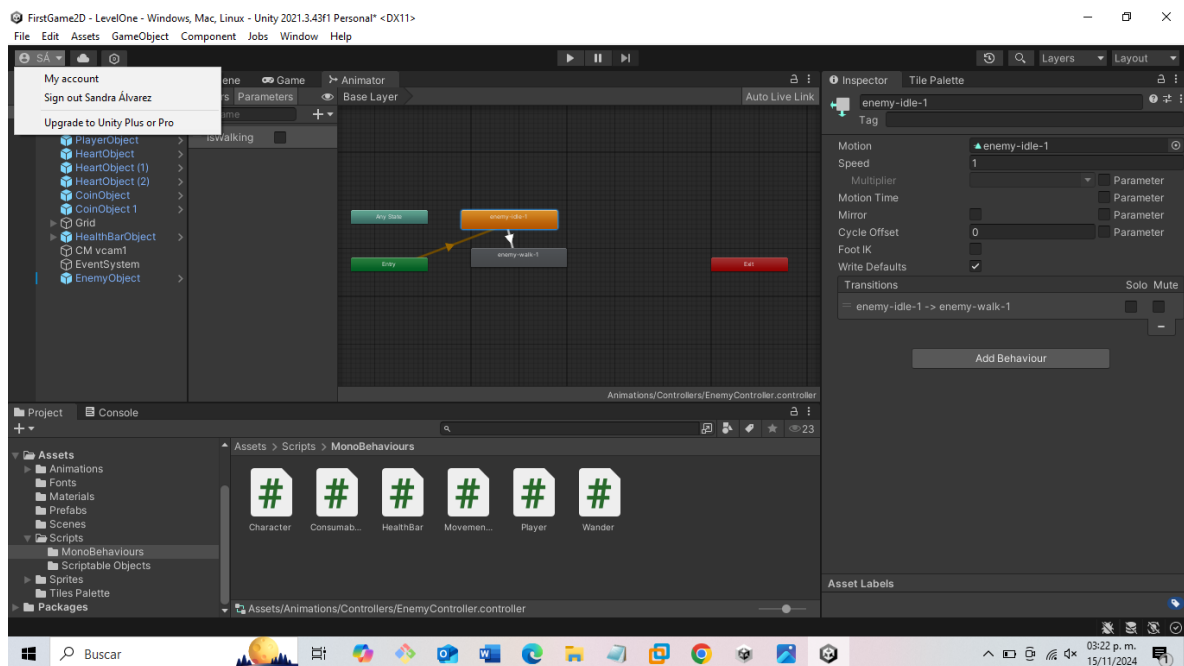 FirstGame2D - LevelOne - Windows, Mac, Linux - Unity 2021.3.43f1 Personal* <DX11>
File Edit Assets GameObject Component Jobs Window Help
SÁ
Layers
Layout
My account
Sign out Sandra Álvarez
Upgrade to Unity Plus or Pro
Game
Animator
Parameters
Base Layer
Auto Live Link
isWalking
PlayerObject
HeartObject
HeartObject (1)
HeartObject (2)
CoinObject
CoinObject 1
Grid
HealthBarObject
CM vcam1
EventSystem
EnemyObject
Any State
enemy-idle-1
Entry
enemy-walk-1
Exit
Animations/Controllers/EnemyController.controller
Inspector
Tile Palette
enemy-idle-1
Tag
Motion
enemy-idle-1
Speed
1
Multiplier
Parameter
Motion Time
Parameter
Mirror
Parameter
Cycle Offset
0
Parameter
Foot IK
Write Defaults
Transitions
Solo Mute
enemy-idle-1 -> enemy-walk-1
Add Behaviour
Asset Labels
Project
Console
23
Assets
Animations
Fonts
Materials
Prefabs
Scenes
Scripts
MonoBehaviours
Scriptable Objects
Sprites
Tiles Palette
Packages
Assets > Scripts > MonoBehaviours
Character
Consumab...
HealthBar
Movemen...
Player
Wander
Assets/Animations/Controllers/EnemyController.controller
Buscar
03:22 p. m.
15/11/2024